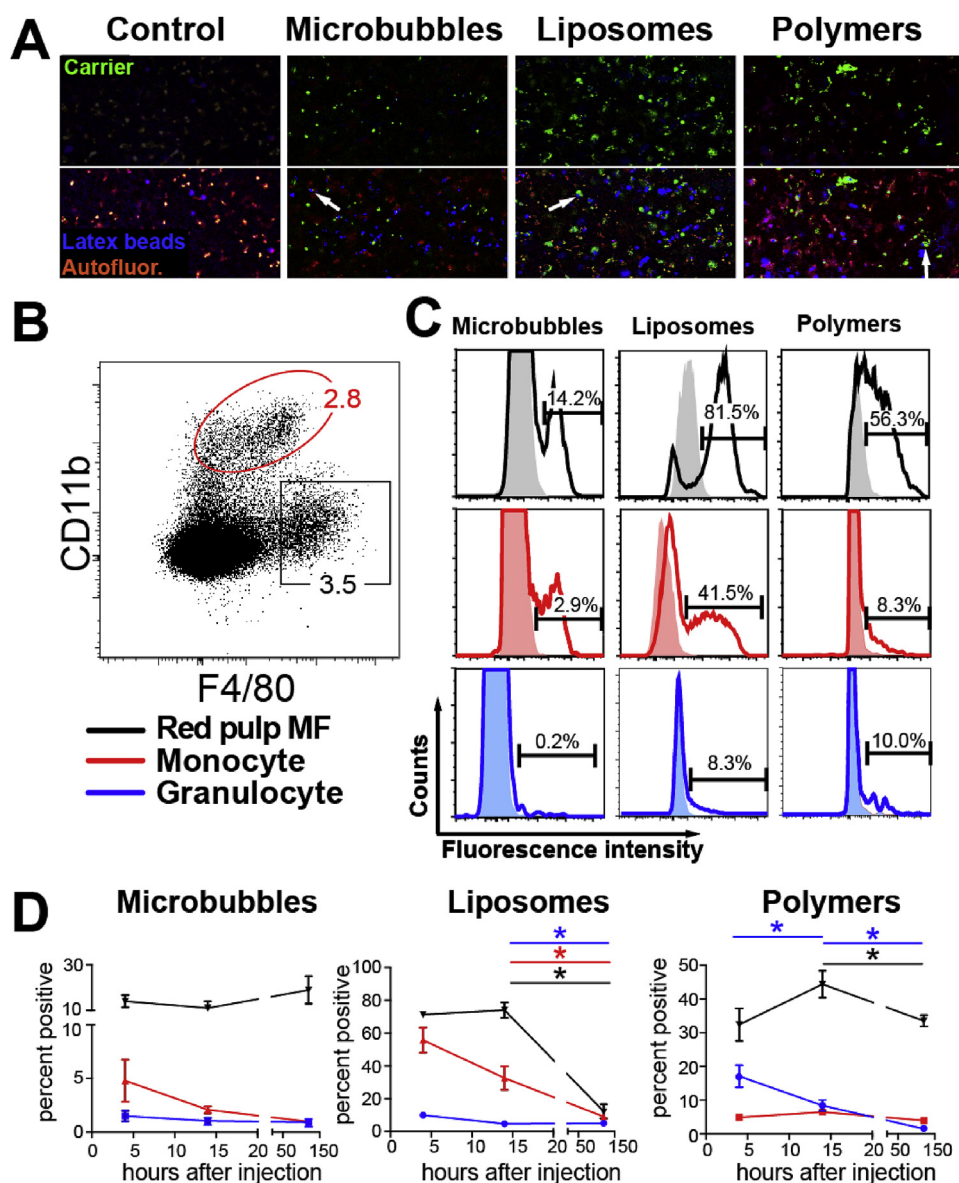 A
Control Microbubbles Liposomes Polymers
Carrier
Latex beads
Autofluor.
B
2.8
3.5
CD11b
F4/80
Red pulp MF
Monocyte
Granulocyte
C
Microbubbles Liposomes Polymers
14.2% 81.5% 56.3%
2.9% 41.5% 8.3%
0.2% 8.3% 10.0%
Counts
Fluorescence intensity
D
Microbubbles Liposomes Polymers
* * * * * *
percent positive
30
10
5
0
0 5 10 15 20 50 150
hours after injection
percent positive
100
80
60
40
20
0
0 5 10 15 20 50 150
hours after injection
percent positive
50
40
30
20
10
0
0 5 10 15 20 50 150
hours after injection